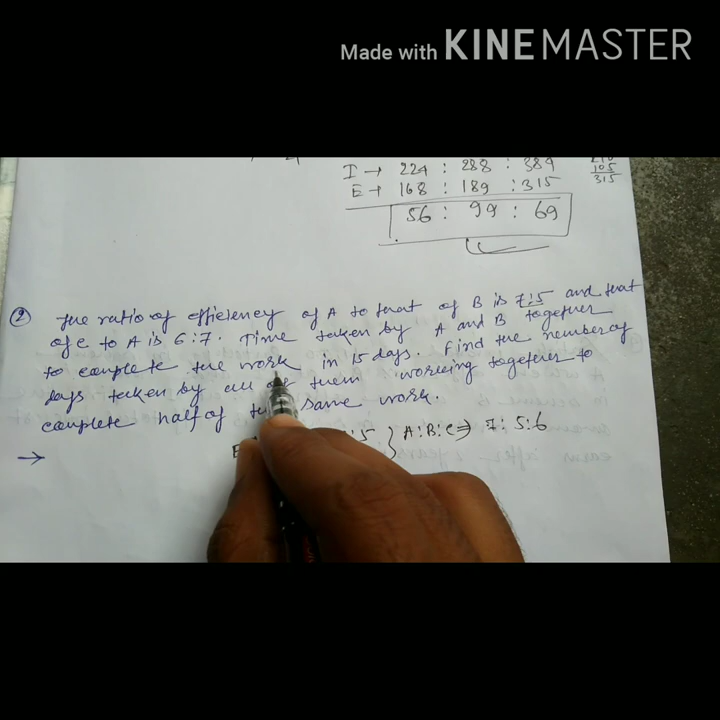 Made with KINEMASTER
I → 224 : 288 : 384
E → 168 : 189 : 315
105
315
56 : 99 : 69
② The ratio of efficiency of A to that of B is 7:5 and that
of C to A is 6:7. Time taken by A and B together
to complete the work in 15 days. Find the number of
days taken by all of them working together to
complete half of the same work.
→ E : 5 } A:B:C ⇒ 7:5:6